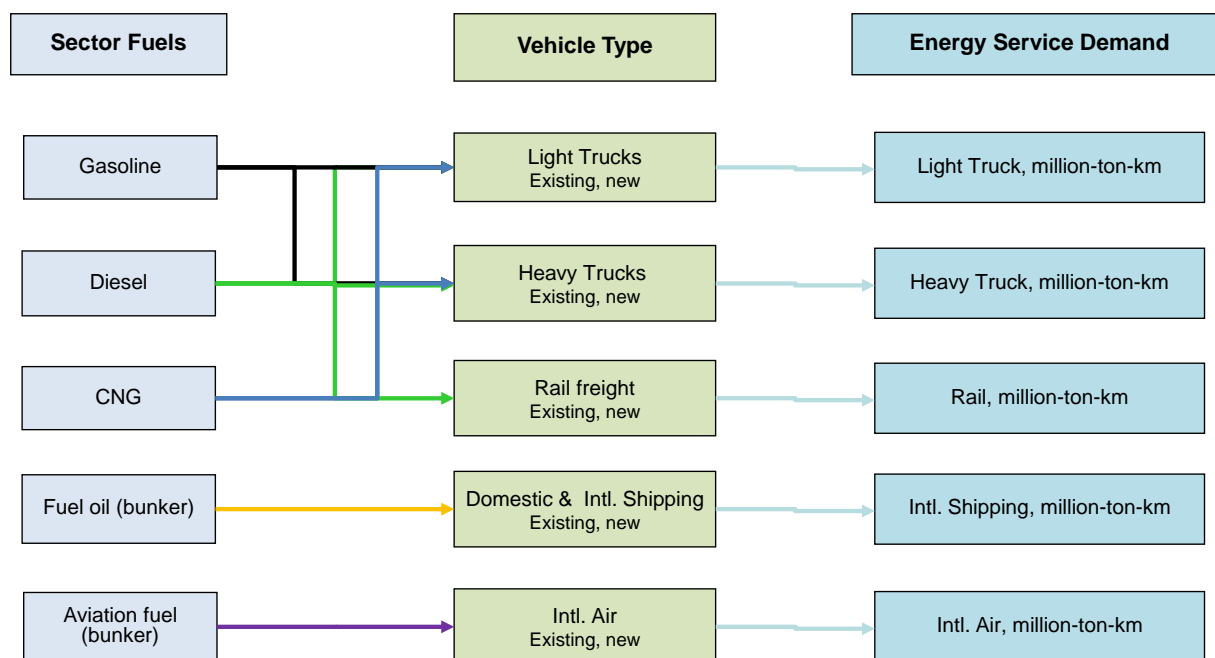 Sector Fuels
Vehicle Type
Energy Service Demand
Gasoline
Light Trucks
Existing, new
Light Truck, million-ton-km
Diesel
Heavy Trucks
Existing, new
Heavy Truck, million-ton-km
CNG
Rail freight
Existing, new
Rail, million-ton-km
Fuel oil (bunker)
Domestic & Intl. Shipping
Existing, new
Intl. Shipping, million-ton-km
Aviation fuel
(bunker)
Intl. Air
Existing, new
Intl. Air, million-ton-km